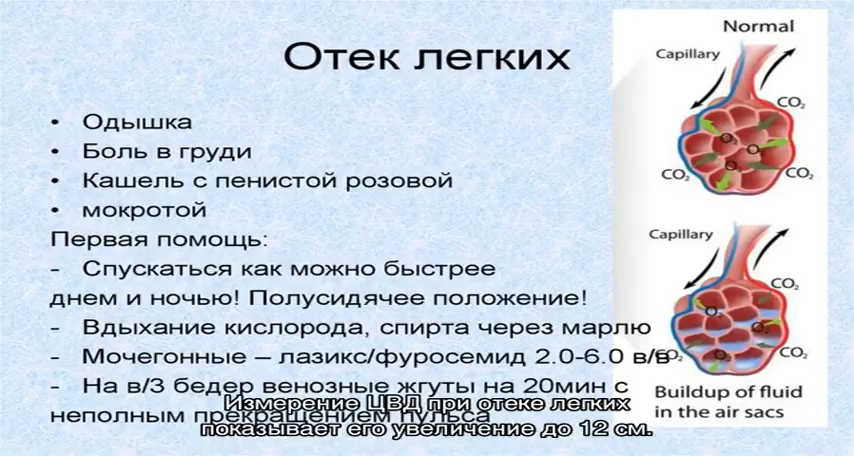 Отек легких
• Одышка
• Боль в груди
• Кашель с пенистой розовой
• мокротой
Первая помощь:
- Спускаться как можно быстрее
днем и ночью! Полусидячее положение!
- Вдыхание кислорода, спирта через марлю
- Мочегонные – лазикс/фуросемид 2.0-6.0 в/в
- На в/3 бедер венозные жгуты на 20мин с
неполным прекращением пульса
Измерение ЦВД при отеке легких
показывает его увеличение до 12 см.
Normal
Capillary
CO₂
O₂
O
O₂
CO₂
CO₂
Capillary
CO₂
O₂
O₂
CO₂
O₂
CO₂
Buildup of fluid
in the air sacs